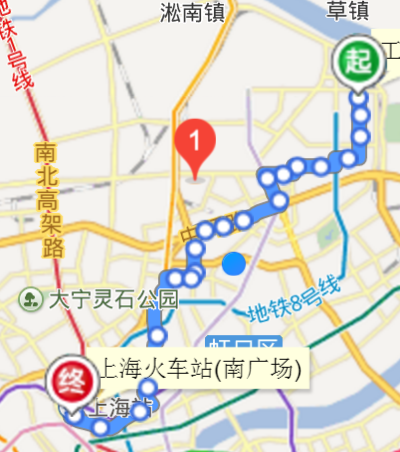 淞南镇
草镇
地铁1号线
起
工
1
南北高架路
中
大宁灵石公园
地铁8号线
虹口区
上海火车站(南广场)
终
上海站